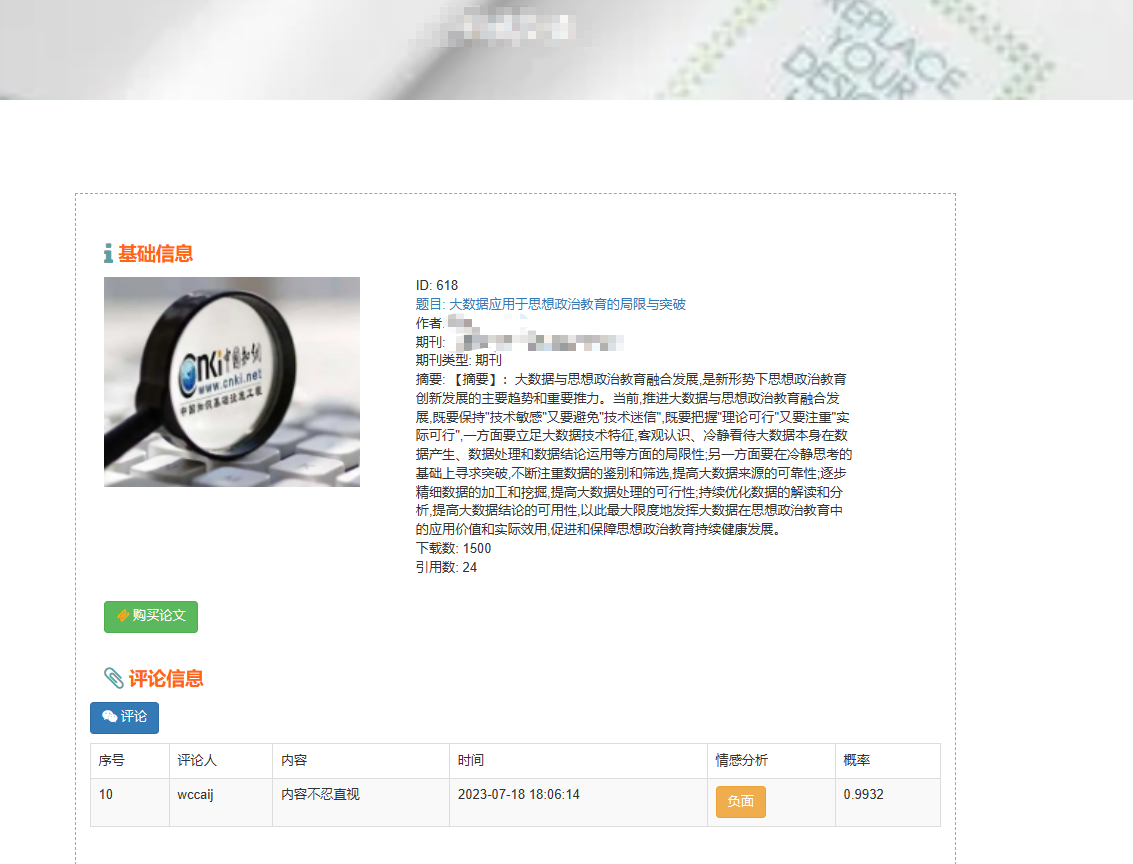 REPLACE
YOUR
DESIGN
基础信息
cnki 中国知网
www.cnki.net
中国知识基础设施工程
ID: 618
题目: 大数据应用于思想政治教育的局限与突破
作者:
期刊:
期刊类型: 期刊
摘要: 【摘要】：大数据与思想政治教育融合发展,是新形势下思想政治教育
创新发展的主要趋势和重要推力。当前,推进大数据与思想政治教育融合发
展,既要保持"技术敏感"又要避免"技术迷信",既要把握"理论可行"又要注重"实
际可行",一方面要立足大数据技术特征,客观认识、冷静看待大数据本身在数
据产生、数据处理和数据结论运用等方面的局限性;另一方面要在冷静思考的
基础上寻求突破,不断注重数据的鉴别和筛选,提高大数据来源的可靠性;逐步
精细数据的加工和挖掘,提高大数据处理的可行性;持续优化数据的解读和分
析,提高大数据结论的可用性,以此最大限度地发挥大数据在思想政治教育中
的应用价值和实际效用,促进和保障思想政治教育持续健康发展。
下载数: 1500
引用数: 24
购买论文
评论信息
评论
序号 评论人 内容 时间 情感分析 概率
10 wccaij 内容不忍直视 2023-07-18 18:06:14 负面 0.9932